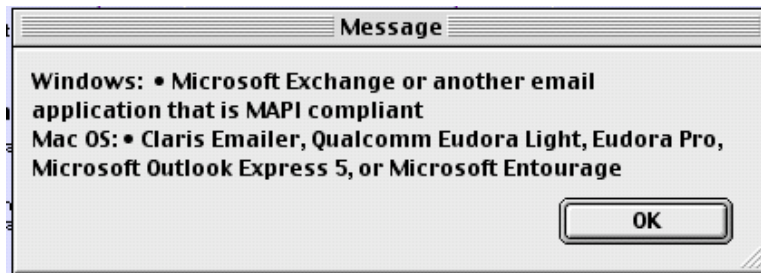 Message
Windows: • Microsoft Exchange or another email
application that is MAPI compliant
Mac OS: • Claris Emailer, Qualcomm Eudora Light, Eudora Pro,
Microsoft Outlook Express 5, or Microsoft Entourage
OK